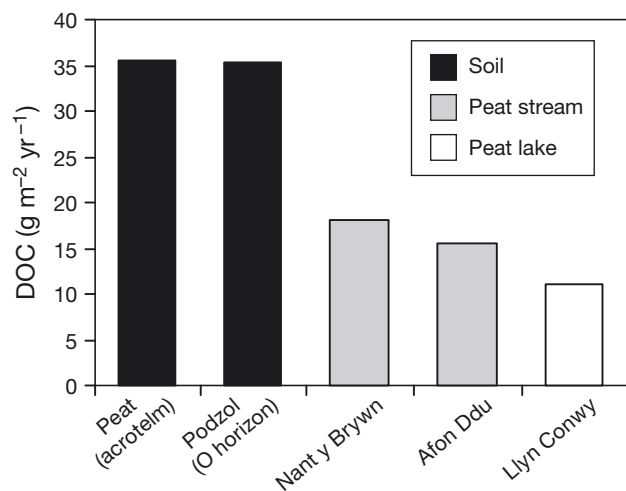 40
35
30
25
20
15
10
5
0
DOC (g m⁻² yr⁻¹)
Soil
Peat stream
Peat lake
Peat
(acrotelm)
Podzol
(O horizon)
Nant y Brywn
Afon Ddu
Llyn Conwy